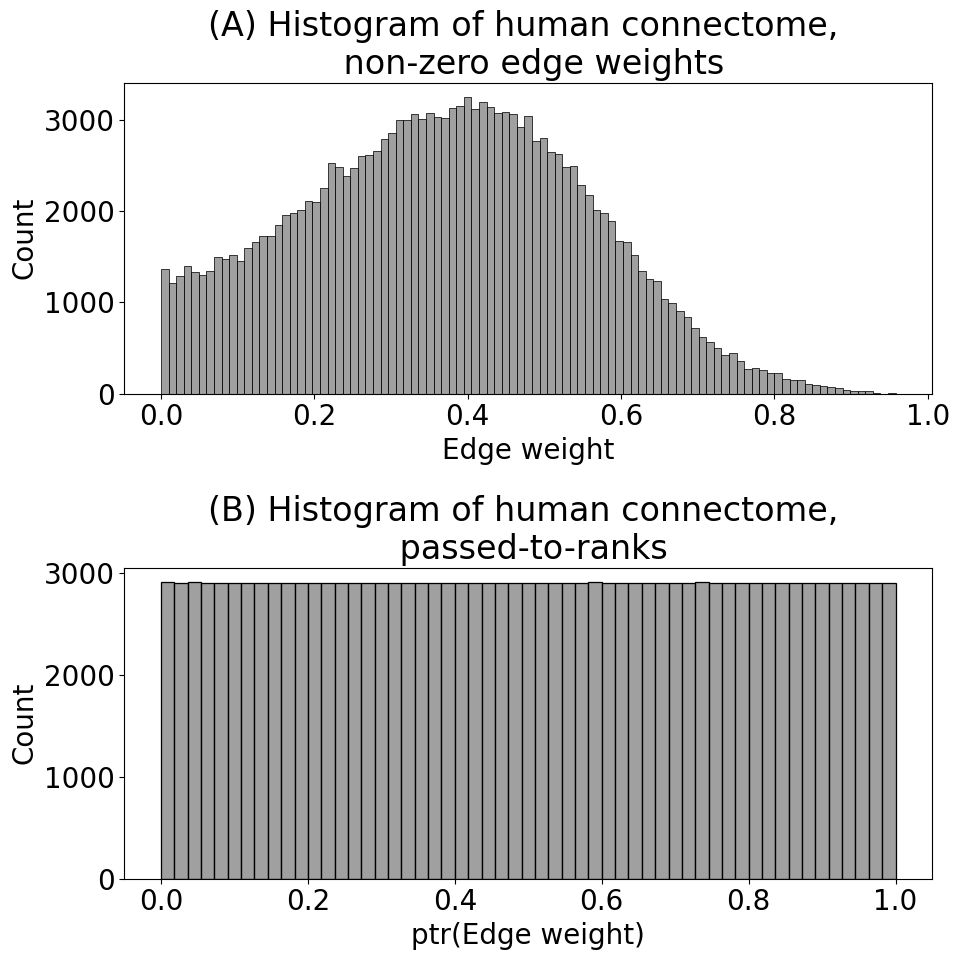 (A) Histogram of human connectome,
non-zero edge weights
3000
2000
1000
0
Count
0.0 0.2 0.4 0.6 0.8 1.0
Edge weight
(B) Histogram of human connectome,
passed-to-ranks
3000
2000
1000
0
Count
0.0 0.2 0.4 0.6 0.8 1.0
ptr(Edge weight)